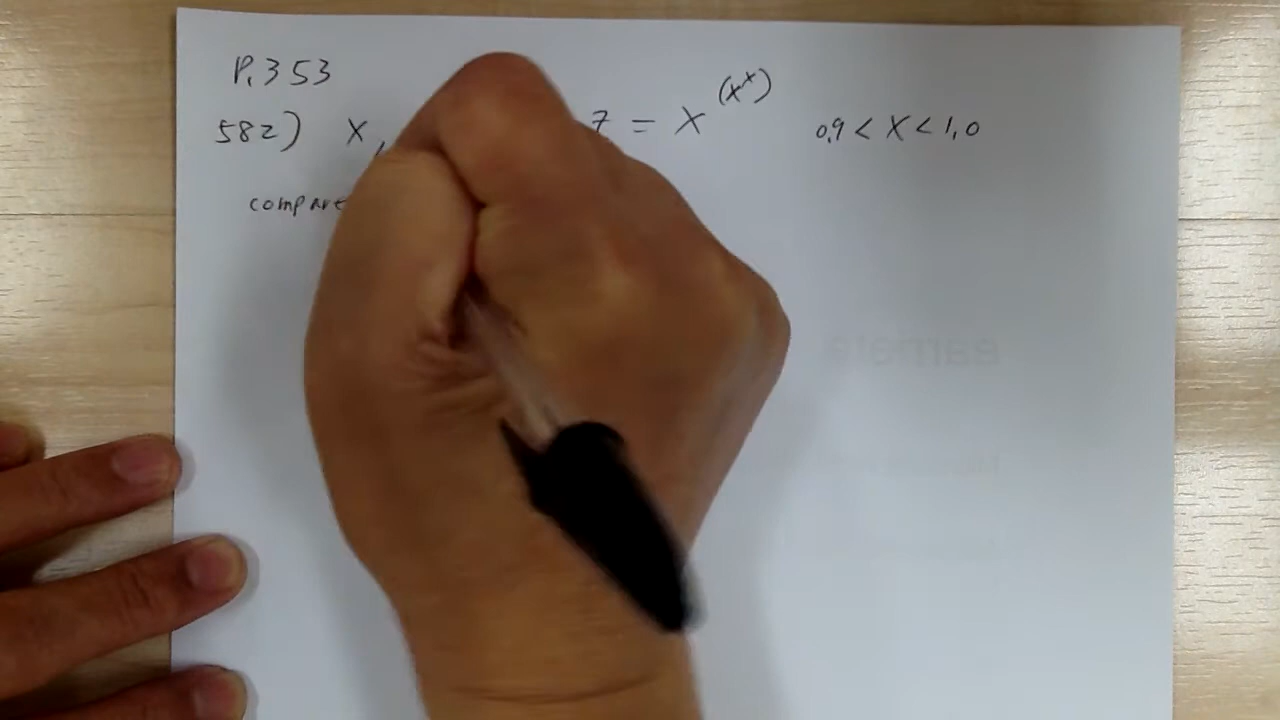 P.353
582) x, z = x^(x^x) 0.9 < x < 1.0
compare